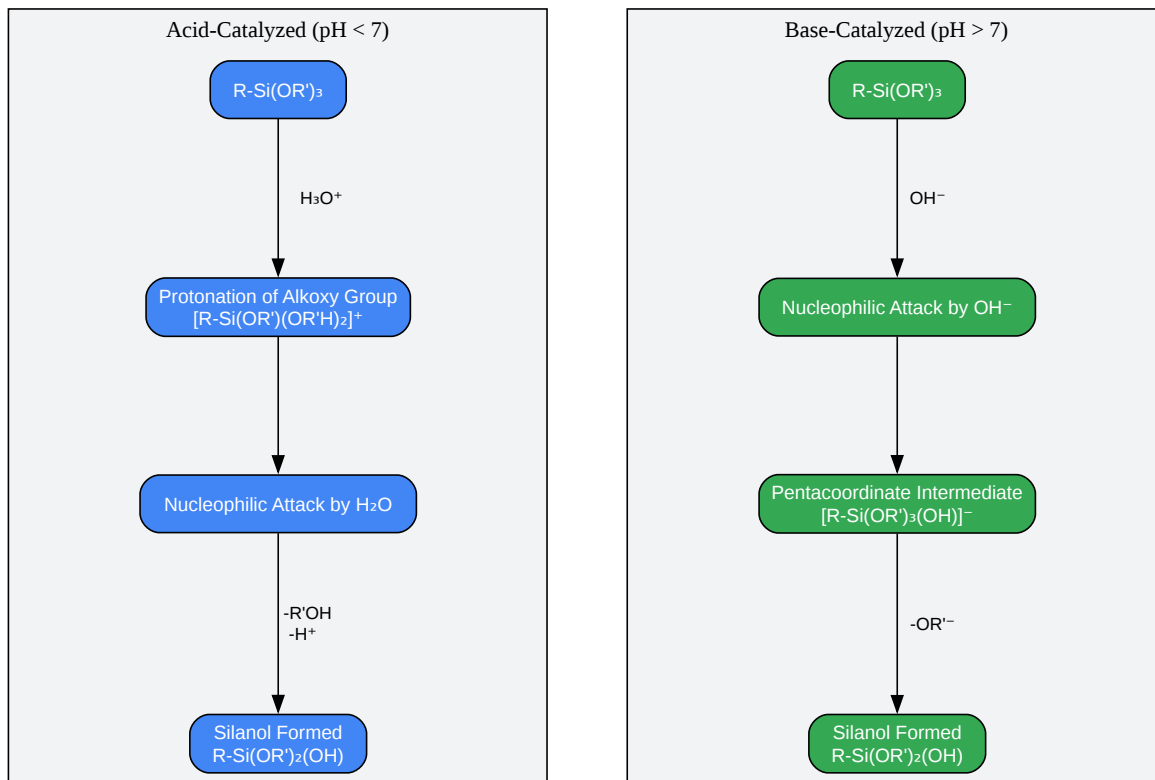 Acid-Catalyzed (pH < 7)
R-Si(OR')₃
H₃O⁺
Protonation of Alkoxy Group
[R-Si(OR')(OR'H)₂]⁺
Nucleophilic Attack by H₂O
-R'OH
-H⁺
Silanol Formed
R-Si(OR')₂(OH)
Base-Catalyzed (pH > 7)
R-Si(OR')₃
OH⁻
Nucleophilic Attack by OH⁻
Pentacoordinate Intermediate
[R-Si(OR')₃(OH)]⁻
-OR'⁻
Silanol Formed
R-Si(OR')₂(OH)